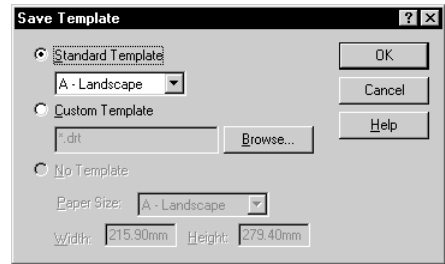 Save Template
Standard Template
OK
A - Landscape
Cancel
Custom Template
Help
*.drt
Browse...
No Template
Paper Size: A - Landscape
Width: 215.90mm Height: 279.40mm